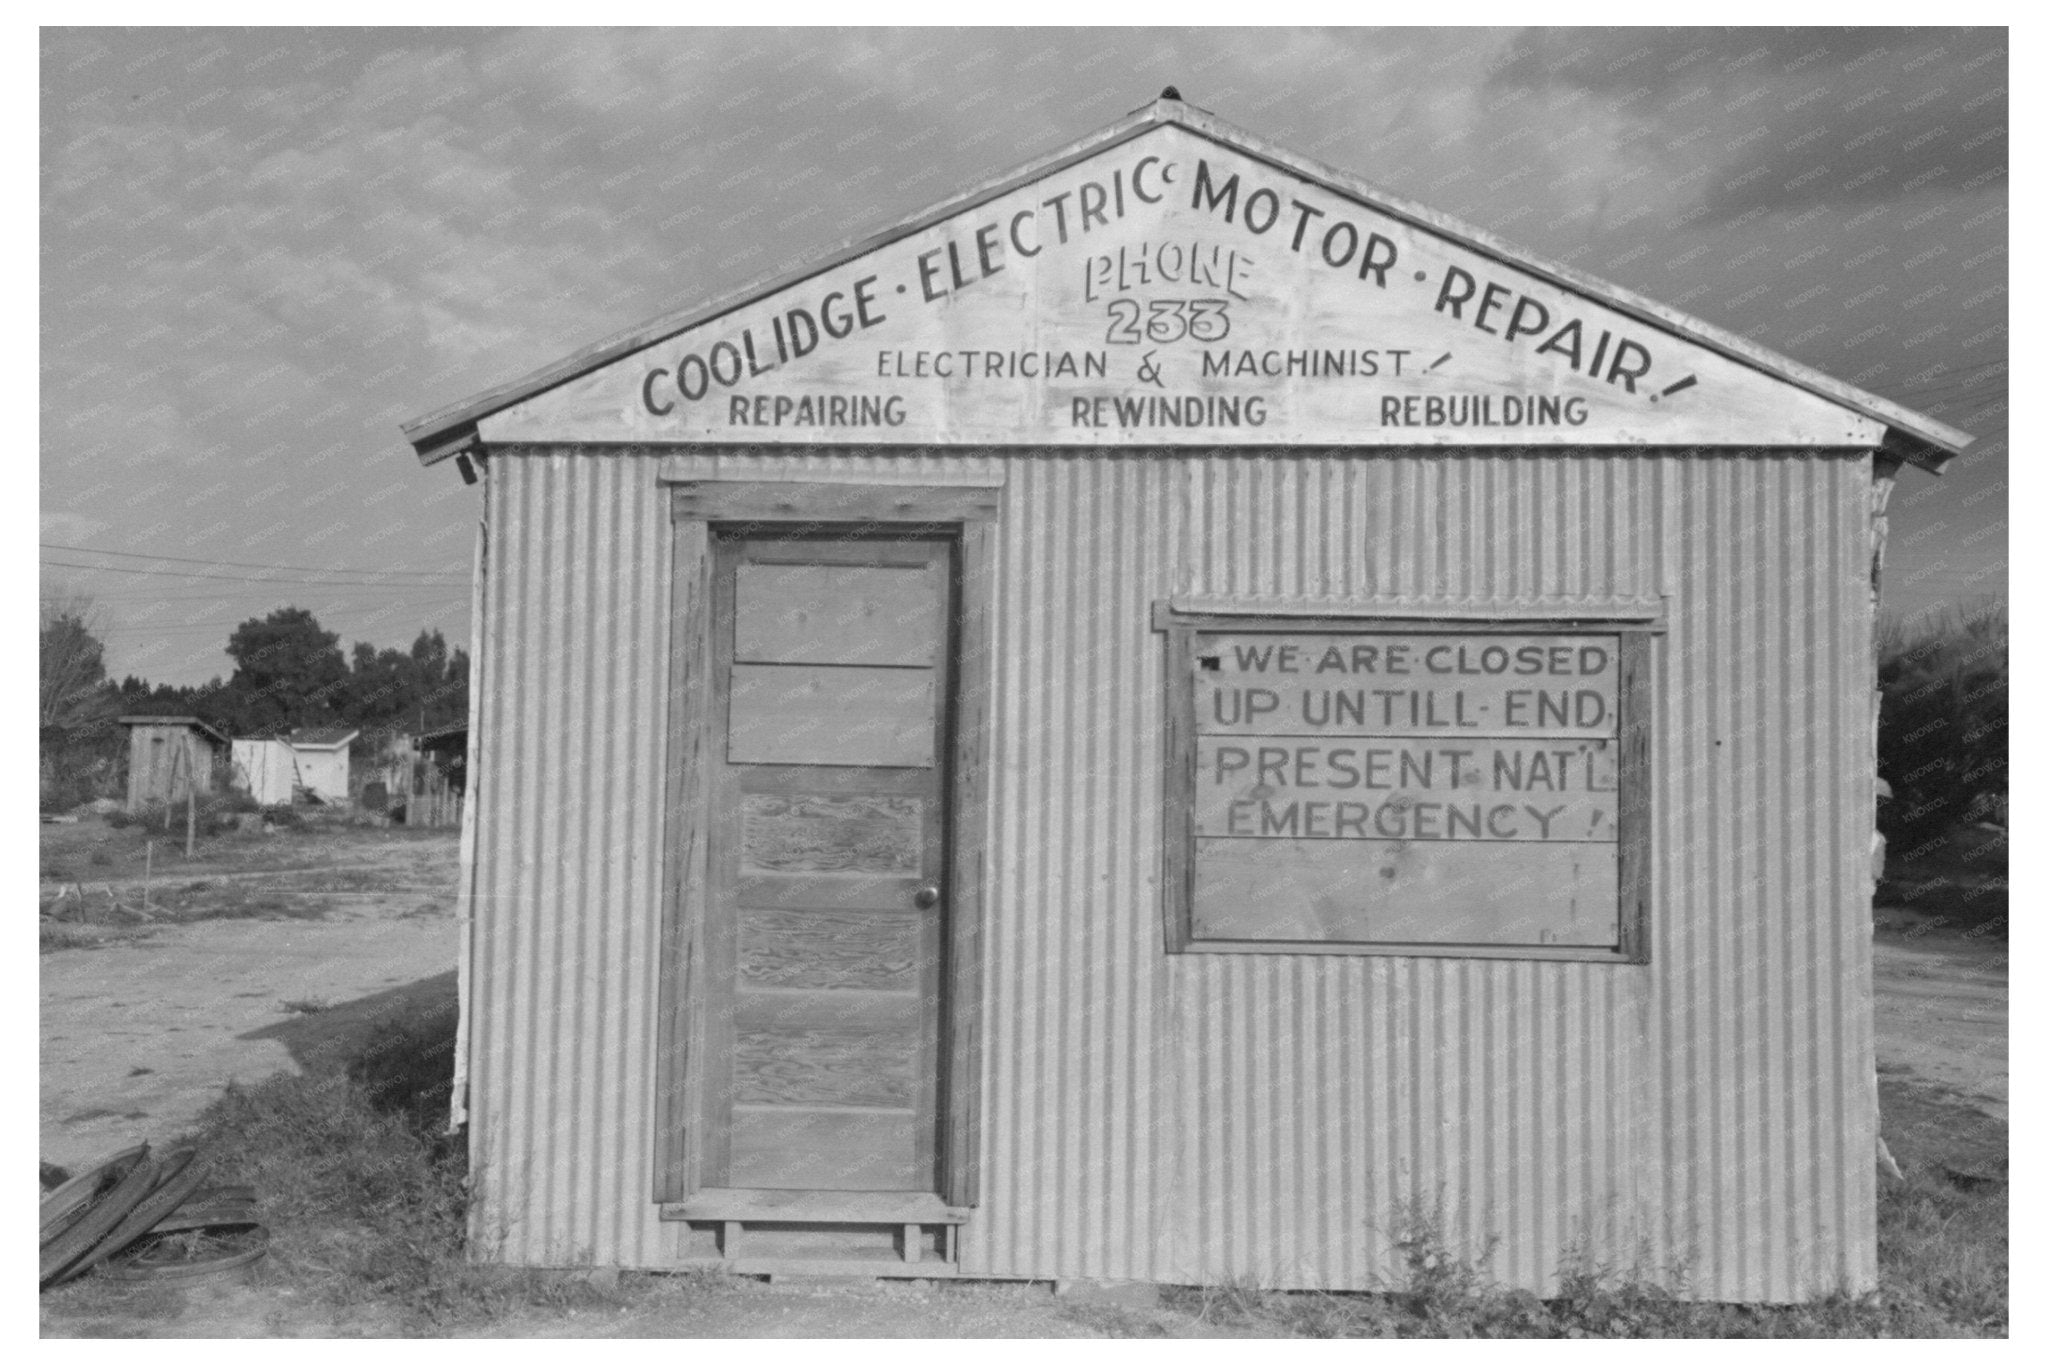 COOLIDGE · ELECTRIC MOTOR · REPAIR!
PHONE
233
ELECTRICIAN & MACHINIST!
REPAIRING REWINDING REBUILDING
WE · ARE · CLOSED
UP · UNTILL · END
PRESENT · NAT'L
EMERGENCY!
KNOWOL